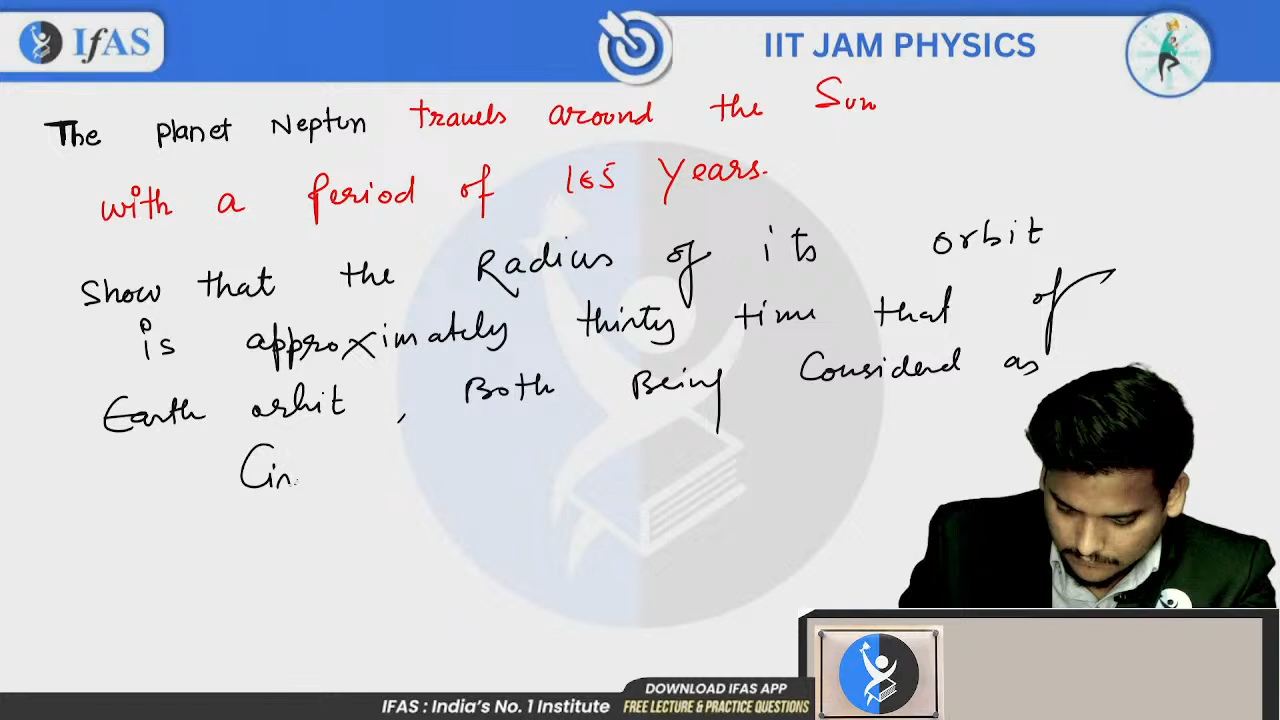 IfAS
IIT JAM PHYSICS
The planet Neptun travels around the Sun
with a Period of 165 Years.
Show that the Radius of its orbit
is approximately thirty time that of
Earth orbit, Both Being Considerd as
Cir
DOWNLOAD IFAS APP
IFAS : India's No. 1 Institute FREE LECTURE & PRACTICE QUESTIONS